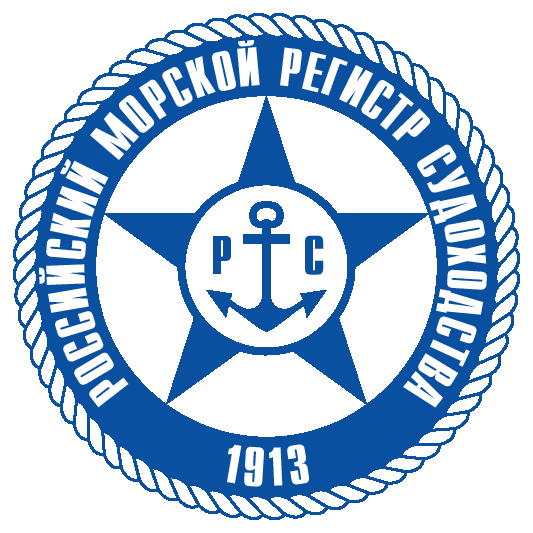 РОССИЙСКИЙ МОРСКОЙ РЕГИСТР СУДОХОДСТВА
Р С
1913